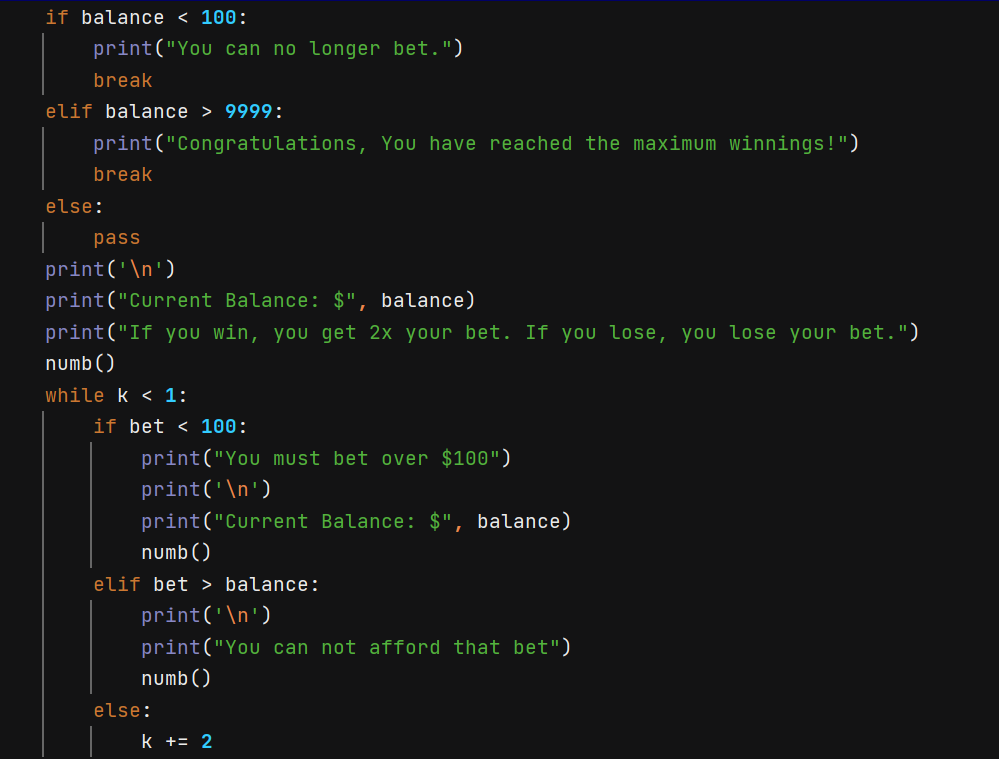 if balance < 100:
    print("You can no longer bet.")
    break
elif balance > 9999:
    print("Congratulations, You have reached the maximum winnings!")
    break
else:
    pass
print('\n')
print("Current Balance: $", balance)
print("If you win, you get 2x your bet. If you lose, you lose your bet.")
numb()
while k < 1:
    if bet < 100:
        print("You must bet over $100")
        print('\n')
        print("Current Balance: $", balance)
        numb()
    elif bet > balance:
        print('\n')
        print("You can not afford that bet")
        numb()
    else:
        k += 2